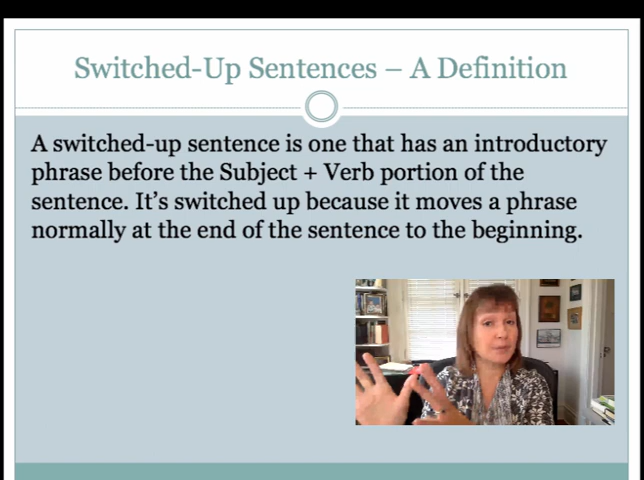 Switched-Up Sentences – A Definition
A switched-up sentence is one that has an introductory
phrase before the Subject + Verb portion of the
sentence. It’s switched up because it moves a phrase
normally at the end of the sentence to the beginning.